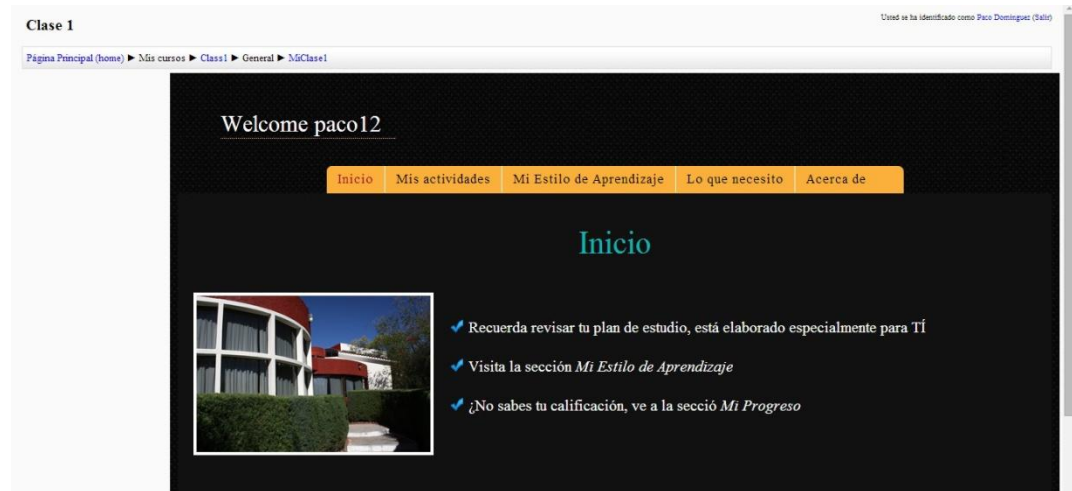 Clase 1
Usted se ha identificado como Paco Dominguez (Salir)
Página Principal (home) ► Mis cursos ► Class1 ► General ► MiClase1
Welcome paco12
Inicio Mis actividades Mi Estilo de Aprendizaje Lo que necesito Acerca de
Inicio
Recuerda revisar tu plan de estudio, está elaborado especialmente para TÍ
Visita la sección Mi Estilo de Aprendizaje
¿No sabes tu calificación, ve a la secció Mi Progreso